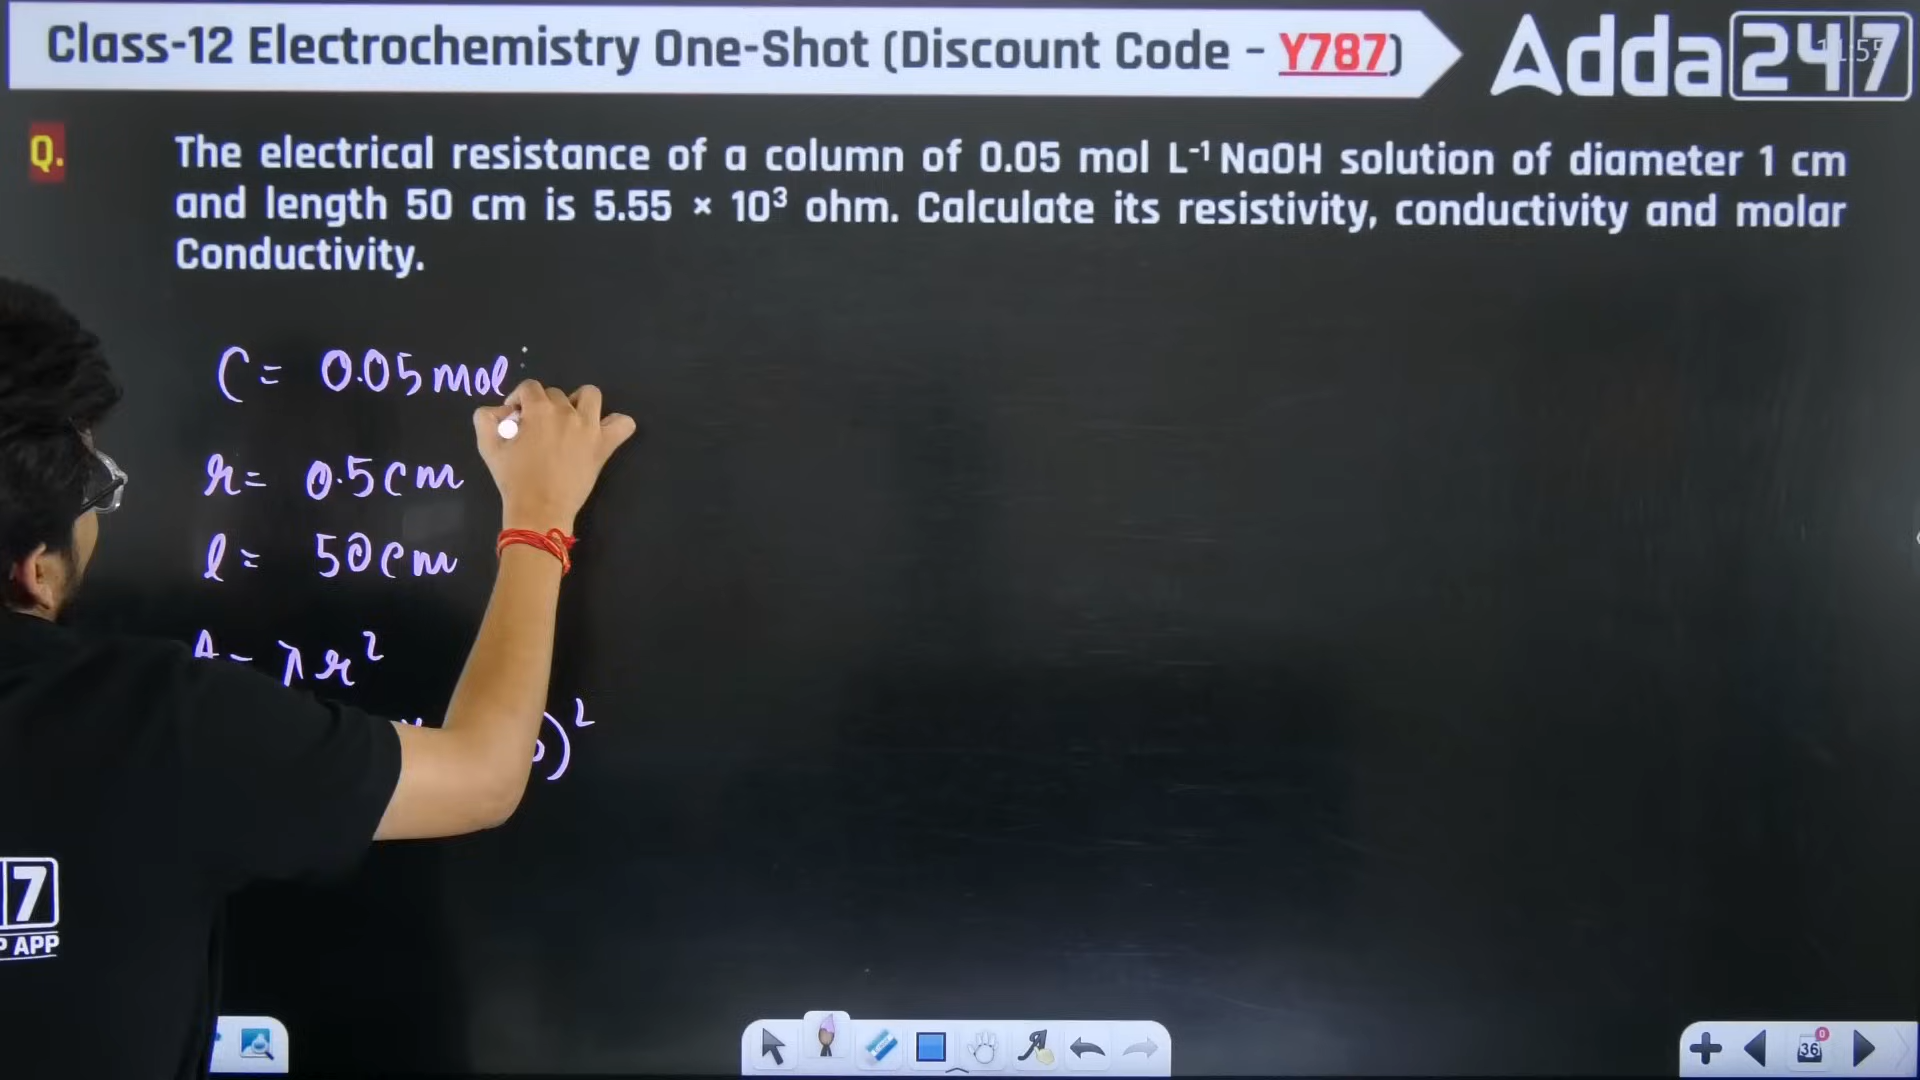 Class-12 Electrochemistry One-Shot (Discount Code - Y787)
Adda247
Q. The electrical resistance of a column of 0.05 mol L⁻¹ NaOH solution of diameter 1 cm
and length 50 cm is 5.55 × 10³ ohm. Calculate its resistivity, conductivity and molar
Conductivity.
C = 0.05 mol
r = 0.5 cm
l = 50 cm
A = πr²
)²
7
P APP
36
0